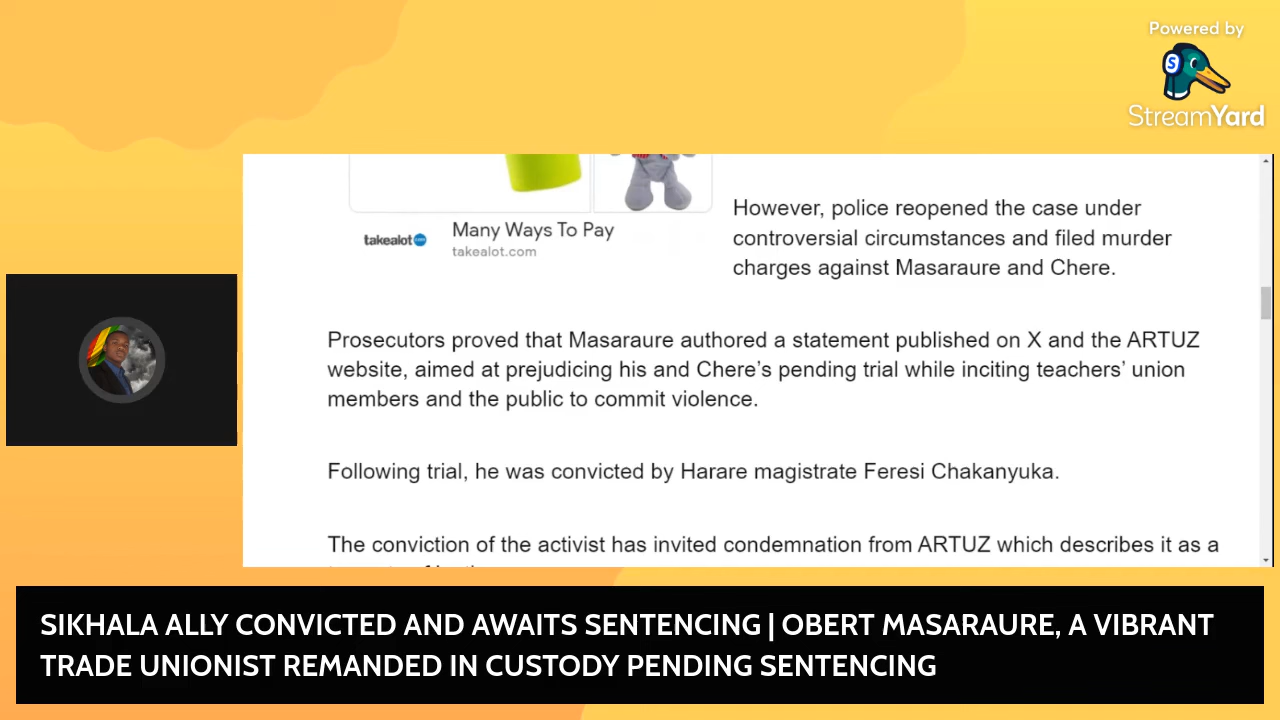 Powered by
StreamYard
However, police reopened the case under
controversial circumstances and filed murder
charges against Masaraure and Chere.
Many Ways To Pay
takealot.com
takealot
Prosecutors proved that Masaraure authored a statement published on X and the ARTUZ
website, aimed at prejudicing his and Chere’s pending trial while inciting teachers’ union
members and the public to commit violence.
Following trial, he was convicted by Harare magistrate Feresi Chakanyuka.
The conviction of the activist has invited condemnation from ARTUZ which describes it as a
SIKHALA ALLY CONVICTED AND AWAITS SENTENCING | OBERT MASARAURE, A VIBRANT
TRADE UNIONIST REMANDED IN CUSTODY PENDING SENTENCING